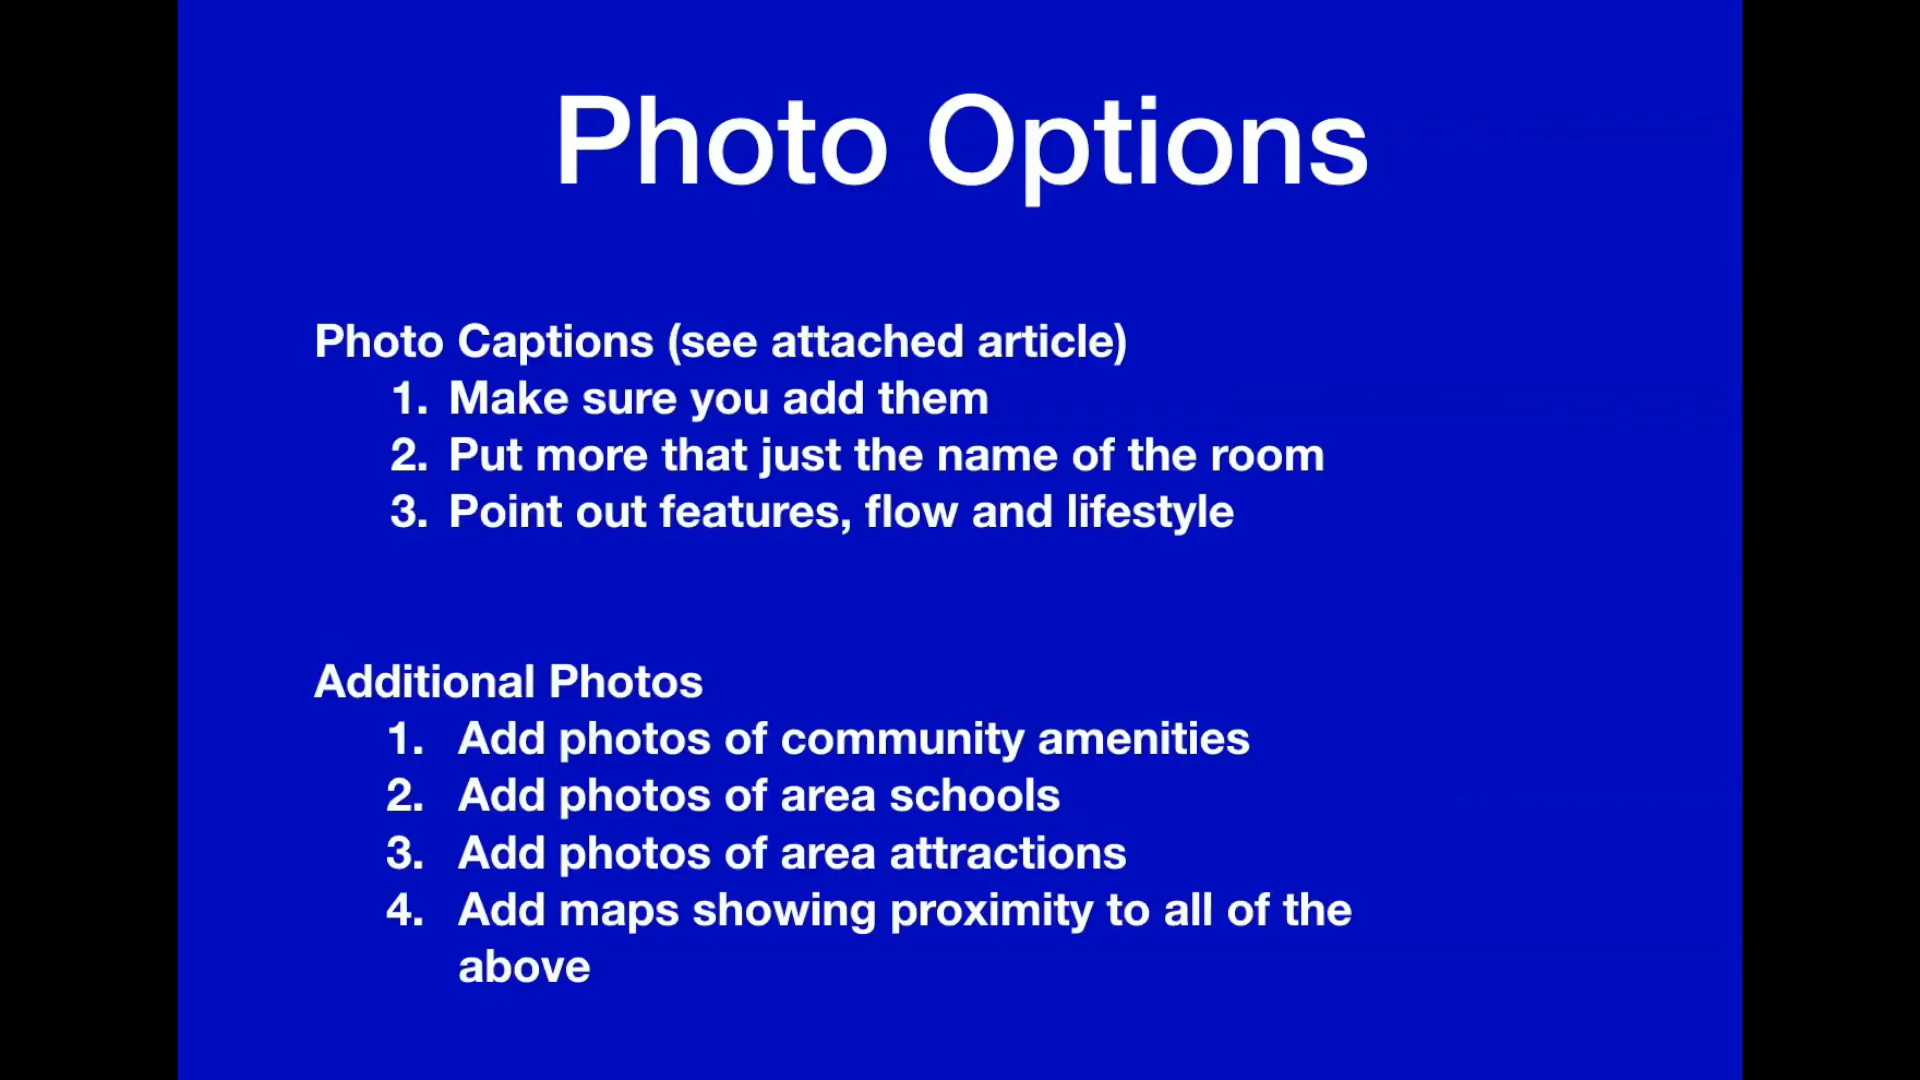 Photo Options
Photo Captions (see attached article)
1. Make sure you add them
2. Put more that just the name of the room
3. Point out features, flow and lifestyle
Additional Photos
1. Add photos of community amenities
2. Add photos of area schools
3. Add photos of area attractions
4. Add maps showing proximity to all of the
above